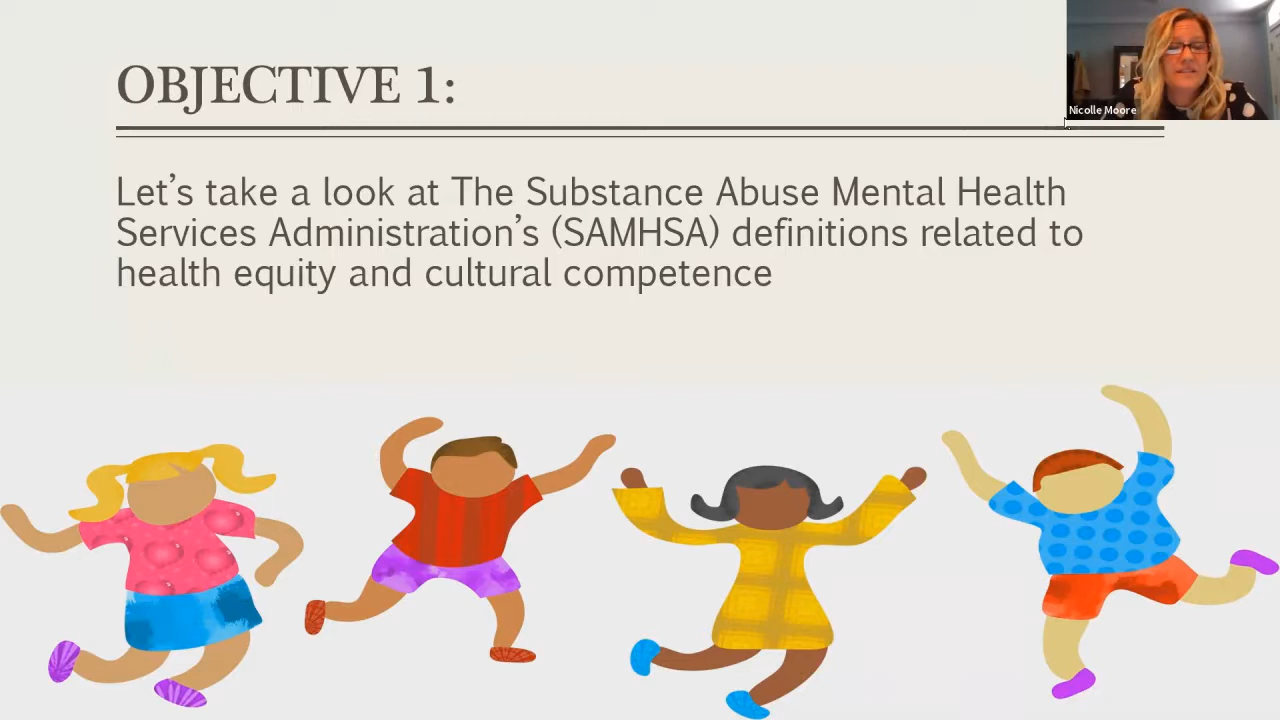 OBJECTIVE 1:
Let’s take a look at The Substance Abuse Mental Health
Services Administration’s (SAMHSA) definitions related to
health equity and cultural competence
Nicolle Moore